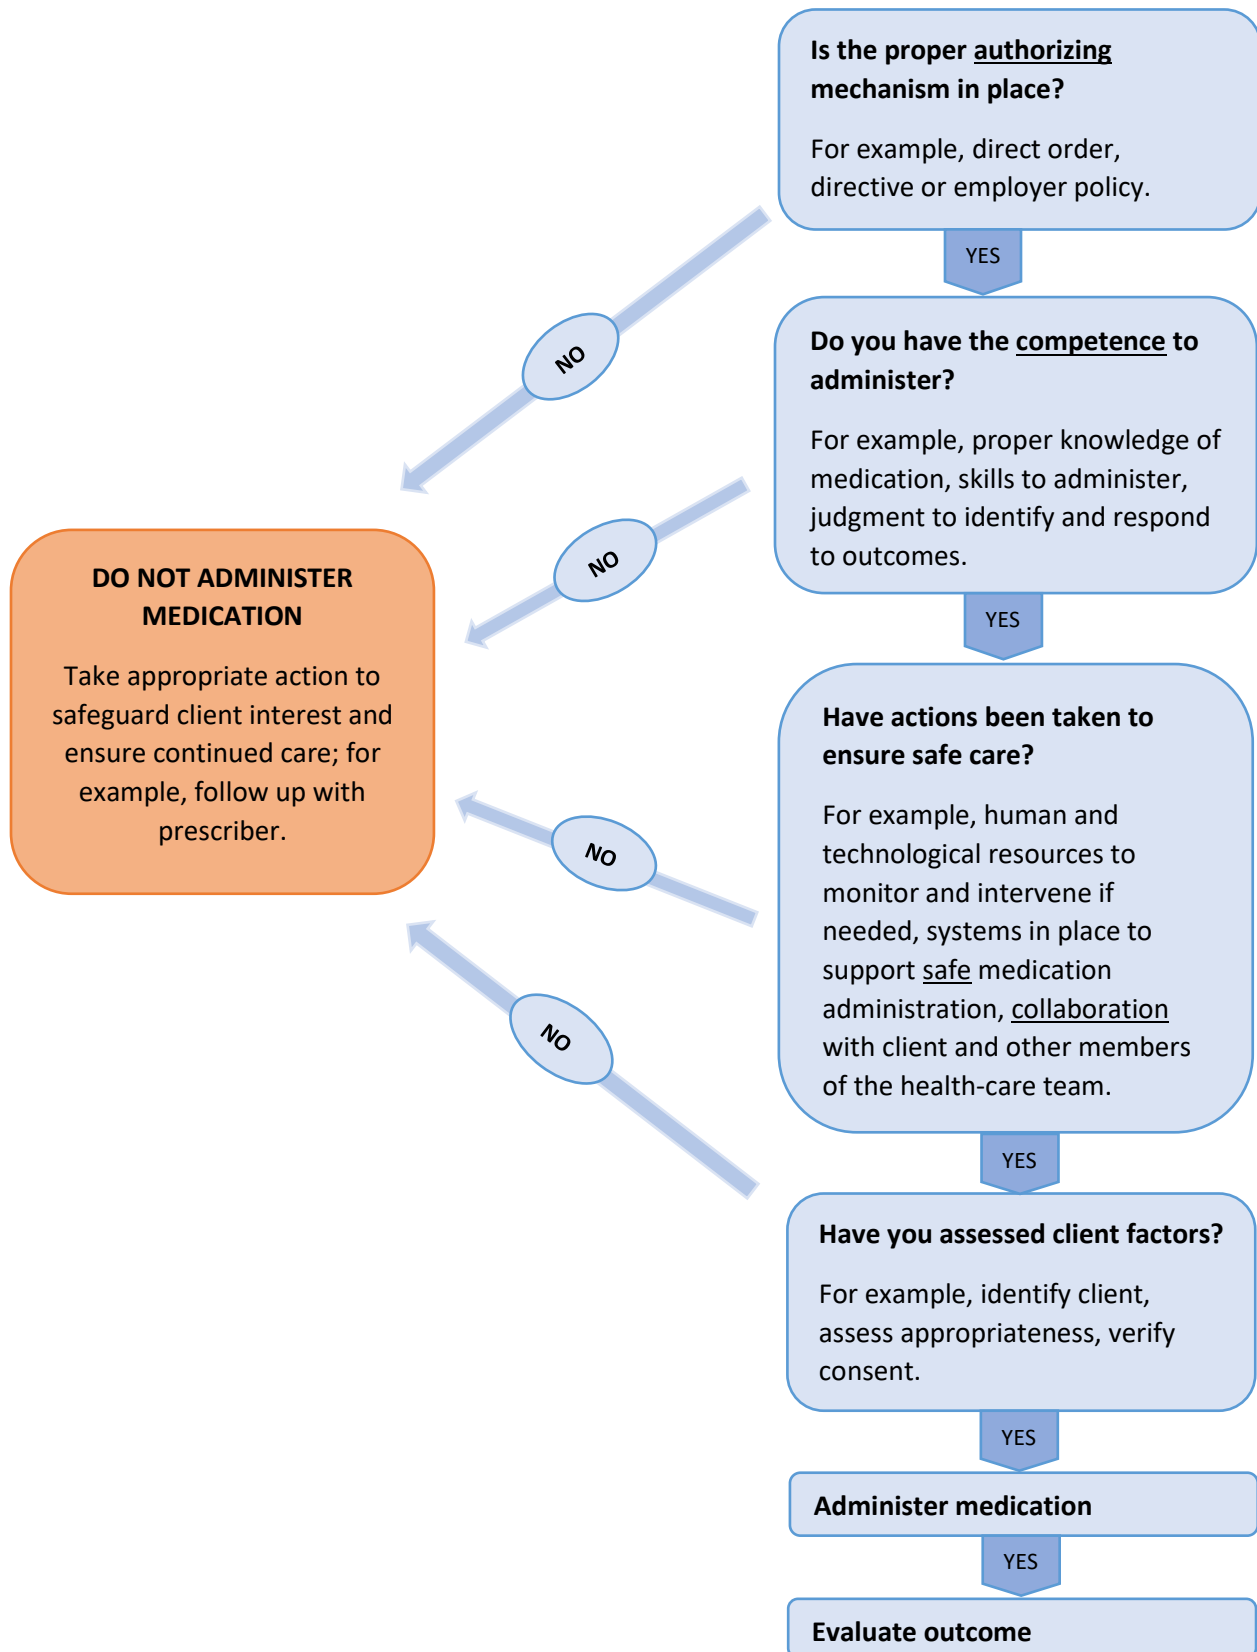 Is the proper authorizing
mechanism in place?
For example, direct order,
directive or employer policy.
YES
NO
Do you have the competence to
administer?
For example, proper knowledge of
medication, skills to administer,
judgment to identify and respond
to outcomes.
YES
NO
DO NOT ADMINISTER
MEDICATION
Take appropriate action to
safeguard client interest and
ensure continued care; for
example, follow up with
prescriber.
Have actions been taken to
ensure safe care?
For example, human and
technological resources to
monitor and intervene if
needed, systems in place to
support safe medication
administration, collaboration
with client and other members
of the health-care team.
NO
YES
NO
Have you assessed client factors?
For example, identify client,
assess appropriateness, verify
consent.
YES
Administer medication
YES
Evaluate outcome